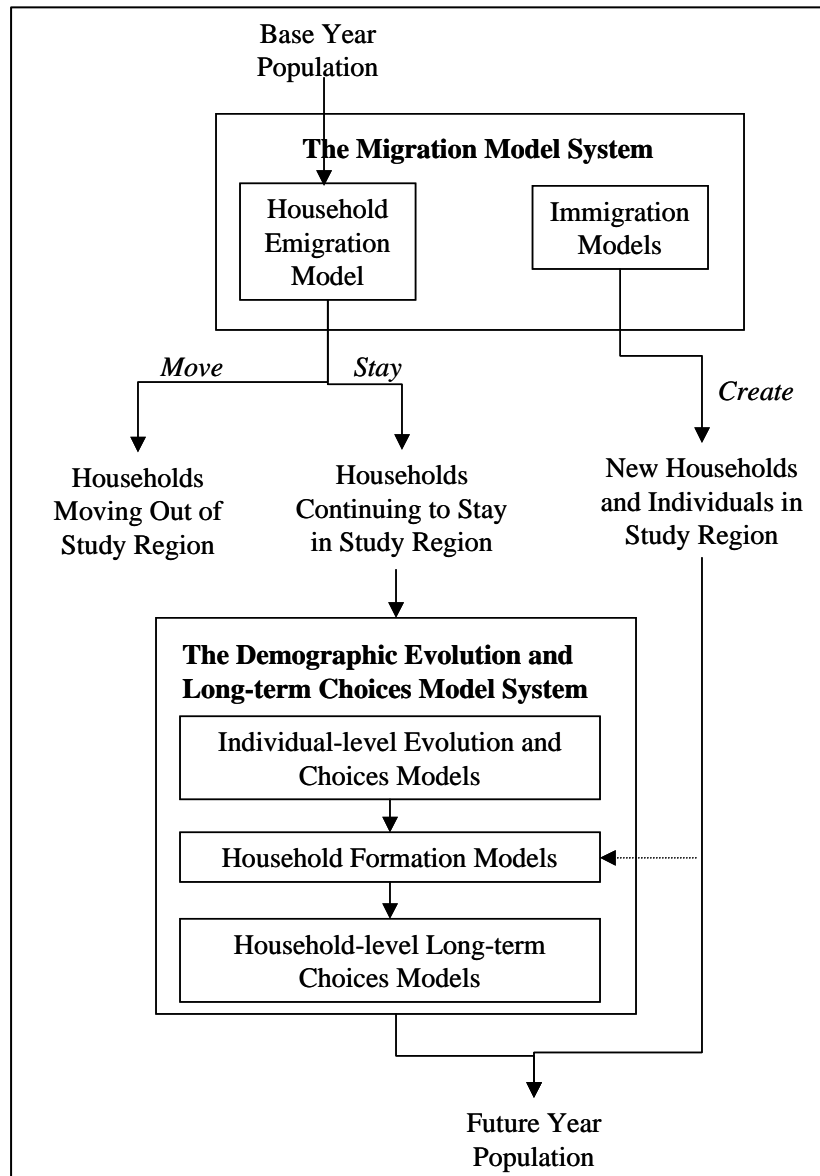 Base Year
Population
The Migration Model System
Household
Emigration
Model
Immigration
Models
Move
Stay
Create
Households
Moving Out of
Study Region
Households
Continuing to Stay
in Study Region
New Households
and Individuals in
Study Region
The Demographic Evolution and
Long-term Choices Model System
Individual-level Evolution and
Choices Models
Household Formation Models
Household-level Long-term
Choices Models
Future Year
Population